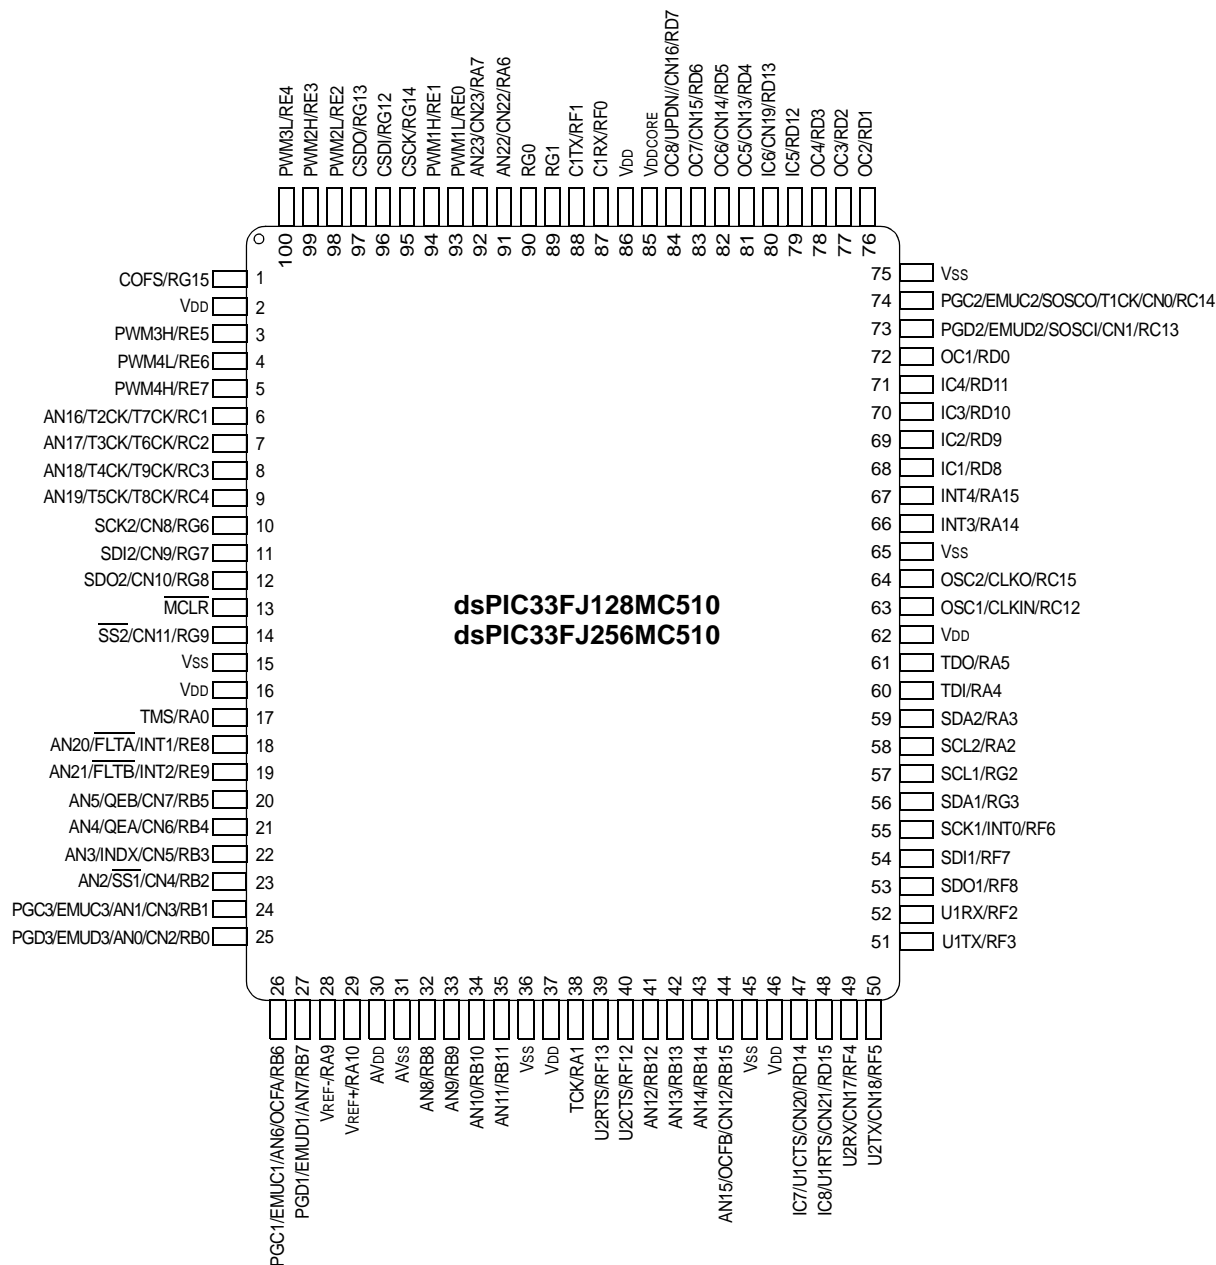 PWM3L/RE4
PWM2H/RE3
PWM2L/RE2
CSDO/RG13
CSDI/RG12
CSCK/RG14
PWM1H/RE1
PWM1L/RE0
AN23/CN23/RA7
AN22/CN22/RA6
RG0
RG1
C1TX/RF1
C1RX/RF0
VDD
VDDCORE
OC8/UPDN//CN16/RD7
OC7/CN15/RD6
OC6/CN14/RD5
OC5/CN13/RD4
IC6/CN19/RD13
IC5/RD12
OC4/RD3
OC3/RD2
OC2/RD1
100
99
98
97
96
95
94
93
92
91
90
89
88
87
86
85
84
83
82
81
80
79
78
77
76
COFS/RG15 1
VDD 2
PWM3H/RE5 3
PWM4L/RE6 4
PWM4H/RE7 5
AN16/T2CK/T7CK/RC1 6
AN17/T3CK/T6CK/RC2 7
AN18/T4CK/T9CK/RC3 8
AN19/T5CK/T8CK/RC4 9
SCK2/CN8/RG6 10
SDI2/CN9/RG7 11
SDO2/CN10/RG8 12
MCLR 13
SS2/CN11/RG9 14
VSS 15
VDD 16
TMS/RA0 17
AN20/FLTA/INT1/RE8 18
AN21/FLTB/INT2/RE9 19
AN5/QEB/CN7/RB5 20
AN4/QEA/CN6/RB4 21
AN3/INDX/CN5/RB3 22
AN2/SS1/CN4/RB2 23
PGC3/EMUC3/AN1/CN3/RB1 24
PGD3/EMUD3/AN0/CN2/RB0 25
dsPIC33FJ128MC510
dsPIC33FJ256MC510
75 VSS
74 PGC2/EMUC2/SOSCO/T1CK/CN0/RC14
73 PGD2/EMUD2/SOSCI/CN1/RC13
72 OC1/RD0
71 IC4/RD11
70 IC3/RD10
69 IC2/RD9
68 IC1/RD8
67 INT4/RA15
66 INT3/RA14
65 VSS
64 OSC2/CLKO/RC15
63 OSC1/CLKIN/RC12
62 VDD
61 TDO/RA5
60 TDI/RA4
59 SDA2/RA3
58 SCL2/RA2
57 SCL1/RG2
56 SDA1/RG3
55 SCK1/INT0/RF6
54 SDI1/RF7
53 SDO1/RF8
52 U1RX/RF2
51 U1TX/RF3
26
27
28
29
30
31
32
33
34
35
36
37
38
39
40
41
42
43
44
45
46
47
48
49
50
PGC1/EMUC1/AN6/OCFA/RB6
PGD1/EMUD1/AN7/RB7
VREF-/RA9
VREF+/RA10
AVDD
AVSS
AN8/RB8
AN9/RB9
AN10/RB10
AN11/RB11
VSS
VDD
TCK/RA1
U2RTS/RF13
U2CTS/RF12
AN12/RB12
AN13/RB13
AN14/RB14
AN15/OCFB/CN12/RB15
VSS
VDD
IC7/U1CTS/CN20/RD14
IC8/U1RTS/CN21/RD15
U2RX/CN17/RF4
U2TX/CN18/RF5